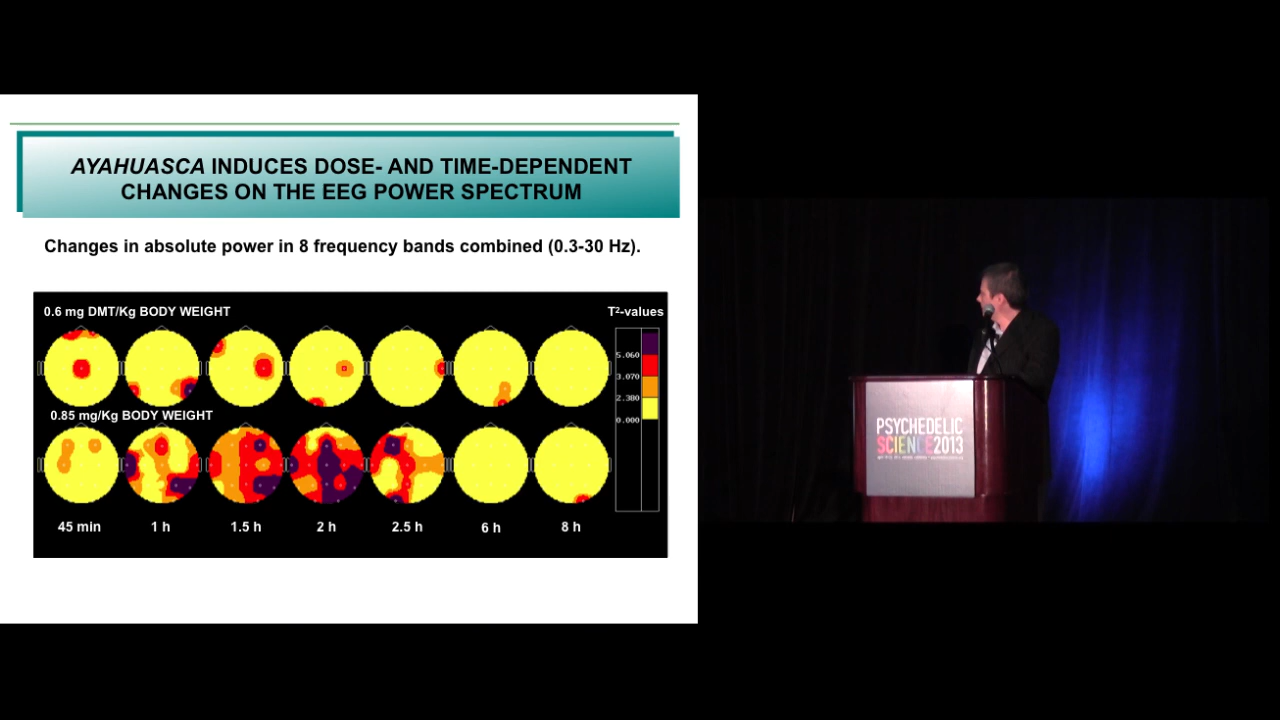 AYAHUASCA INDUCES DOSE- AND TIME-DEPENDENT
CHANGES ON THE EEG POWER SPECTRUM
Changes in absolute power in 8 frequency bands combined (0.3-30 Hz).
0.6 mg DMT/Kg BODY WEIGHT
T²-values
5.060
3.070
2.380
0.000
0.85 mg/Kg BODY WEIGHT
45 min
1 h
1.5 h
2 h
2.5 h
6 h
8 h
PSYCHEDELIC
SCIENCE2013